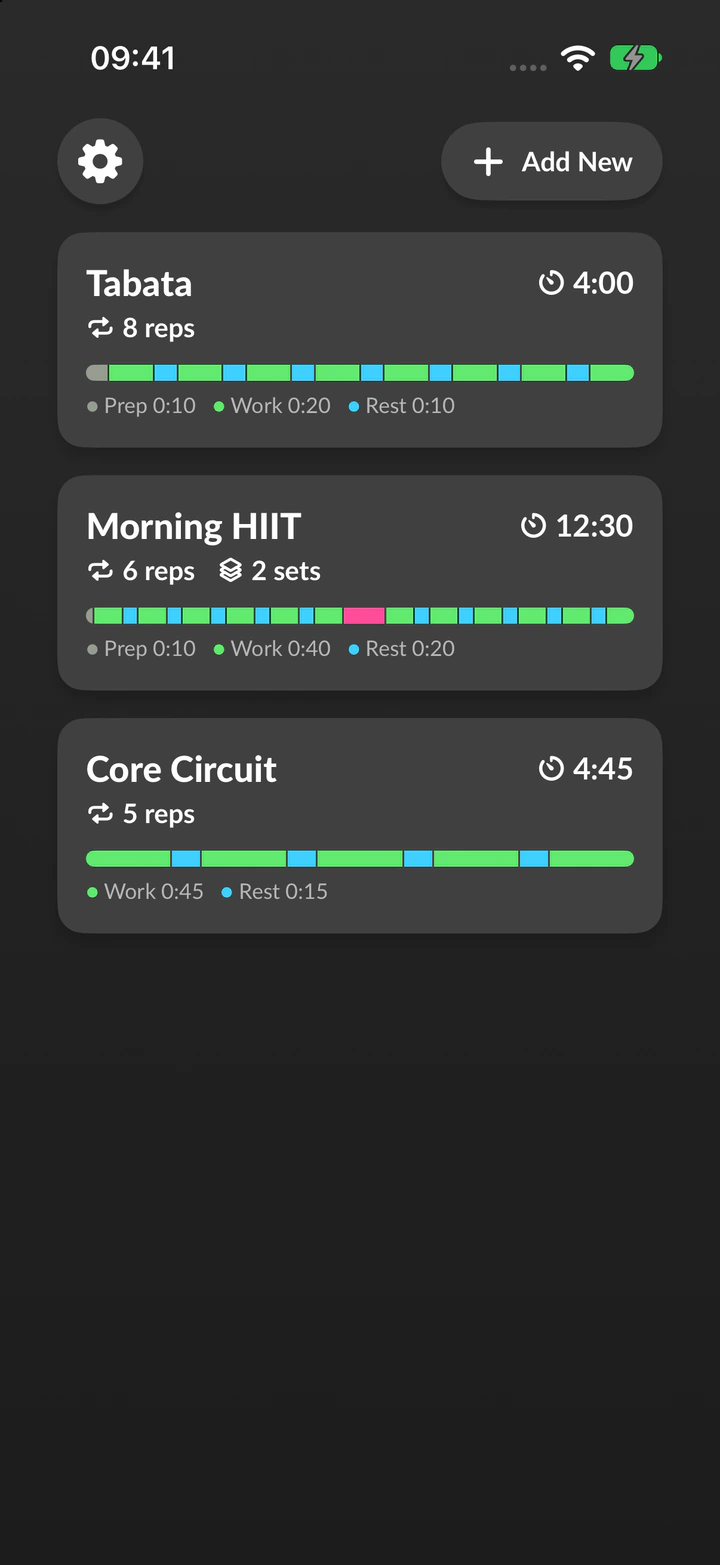 09:41
Add New
Tabata 4:00
8 reps
Prep 0:10 Work 0:20 Rest 0:10
Morning HIIT 12:30
6 reps 2 sets
Prep 0:10 Work 0:40 Rest 0:20
Core Circuit 4:45
5 reps
Work 0:45 Rest 0:15